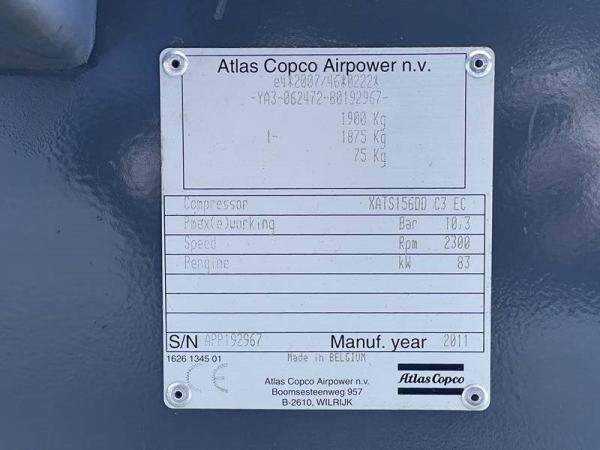 Atlas Copco Airpower n.v.
e4*2007/46*0222*
-YA3-062472-B0192967-
1900 Kg
1- 1875 Kg
75 Kg
Compressor XATS156DD C3 EC
Pmax(e)working Bar 10,3
Speed Rpm 2300
Pengine kW 83
S/N APP192967 Manuf. year 2011
1626 1345 01 Made in BELGIUM
CE
Atlas Copco Airpower n.v.
Boomsesteenweg 957
B-2610, WILRIJK
Atlas Copco